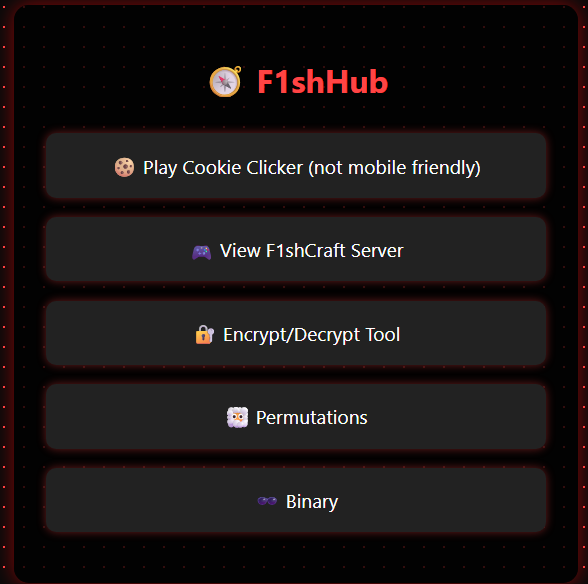 F1shHub
Play Cookie Clicker (not mobile friendly)
View F1shCraft Server
Encrypt/Decrypt Tool
Permutations
Binary